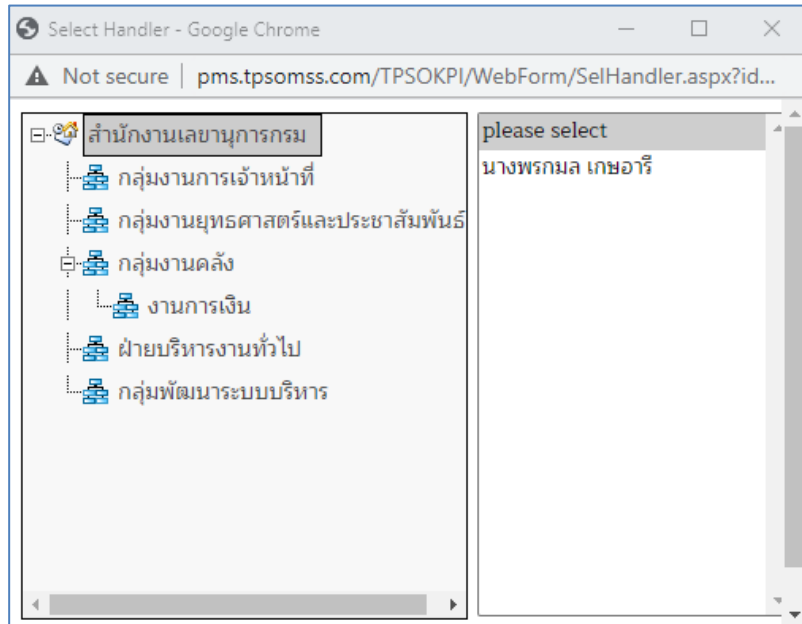 Select Handler - Google Chrome
Not secure | pms.tpsomss.com/TPSOKPI/WebForm/SelHandler.aspx?id...
สำนักงานเลขานุการกรม
กลุ่มงานการเจ้าหน้าที่
กลุ่มงานยุทธศาสตร์และประชาสัมพันธ์
กลุ่มงานคลัง
งานการเงิน
ฝ่ายบริหารงานทั่วไป
กลุ่มพัฒนาระบบบริหาร
please select
นางพรกมล เกษอารี